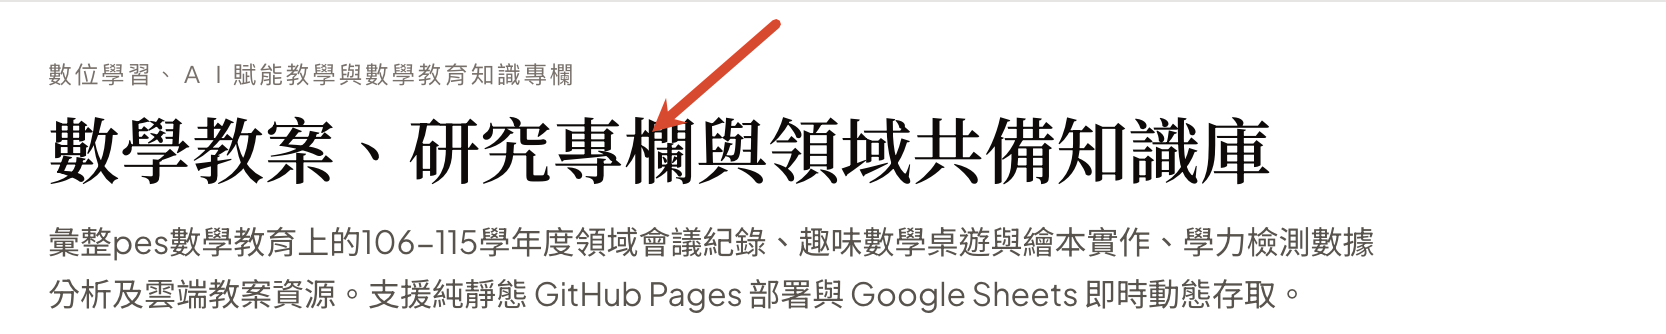 數位學習、AI賦能教學與數學教育知識專欄
數學教案、研究專欄與領域共備知識庫
彙整pes數學教育上的106–115學年度領域會議紀錄、趣味數學桌遊與繪本實作、學力檢測數據
分析及雲端教案資源。支援純靜態 GitHub Pages 部署與 Google Sheets 即時動態存取。